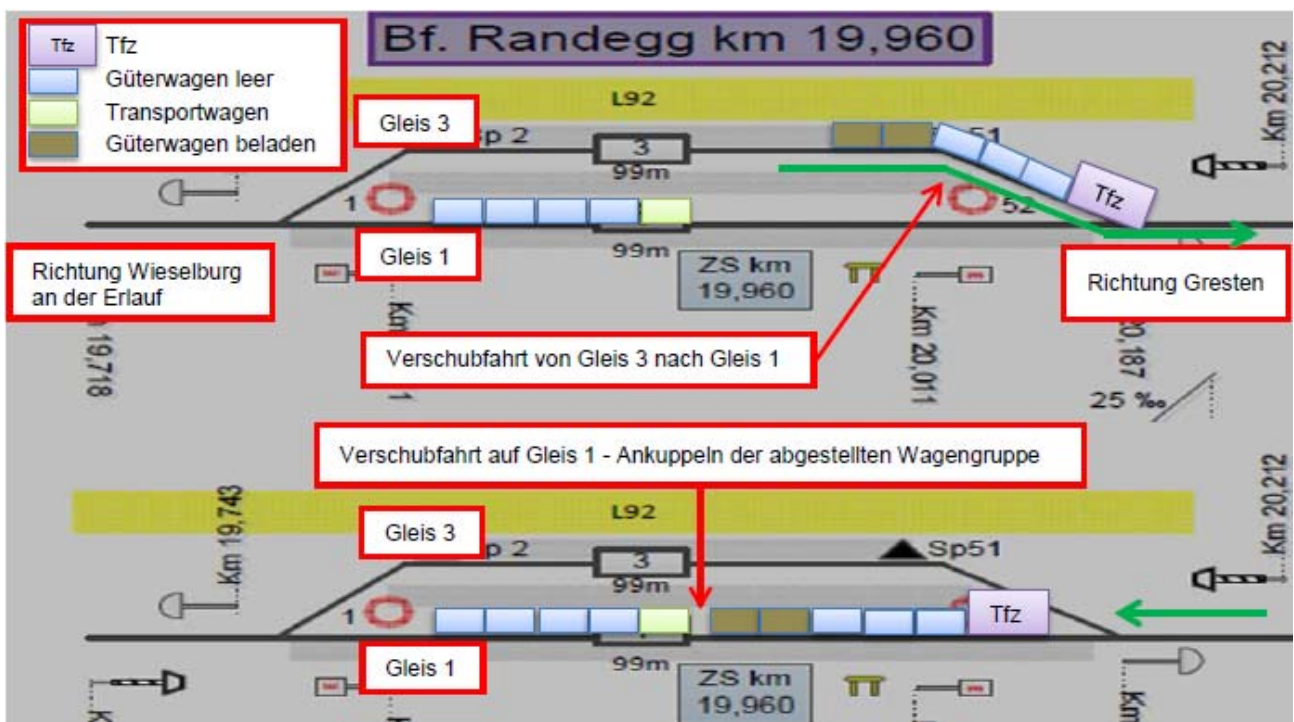 Bf. Randegg km 19,960
Tfz Tfz
Güterwagen leer
Transportwagen
Güterwagen beladen
L92
Km 20,212
Gleis 3
3
99m
1
52
Tfz
Gleis 1
99m
ZS km
19,960
Richtung Wieselburg
an der Erlauf
Richtung Gresten
Verschubfahrt von Gleis 3 nach Gleis 1
19,718
Km 20,011
20,187
25 ‰
Verschubfahrt auf Gleis 1 - Ankuppeln der abgestellten Wagengruppe
L92
Km 19,743
Km 20,212
Gleis 3
3
Sp51
99m
1
Tfz
Gleis 1
99m
ZS km
19,960
Km